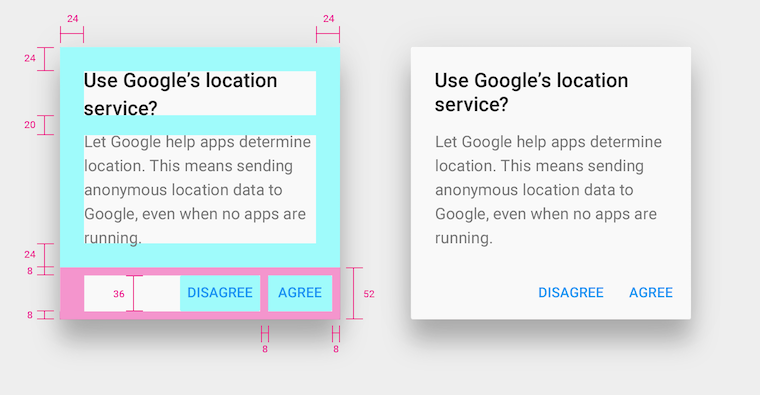 24
24
24
Use Google’s location
service?
20
Let Google help apps determine
location. This means sending
anonymous location data to
Google, even when no apps are
running.
24
8
36
DISAGREE
AGREE
52
8
8
8
Use Google’s location
service?
Let Google help apps determine
location. This means sending
anonymous location data to
Google, even when no apps are
running.
DISAGREE
AGREE